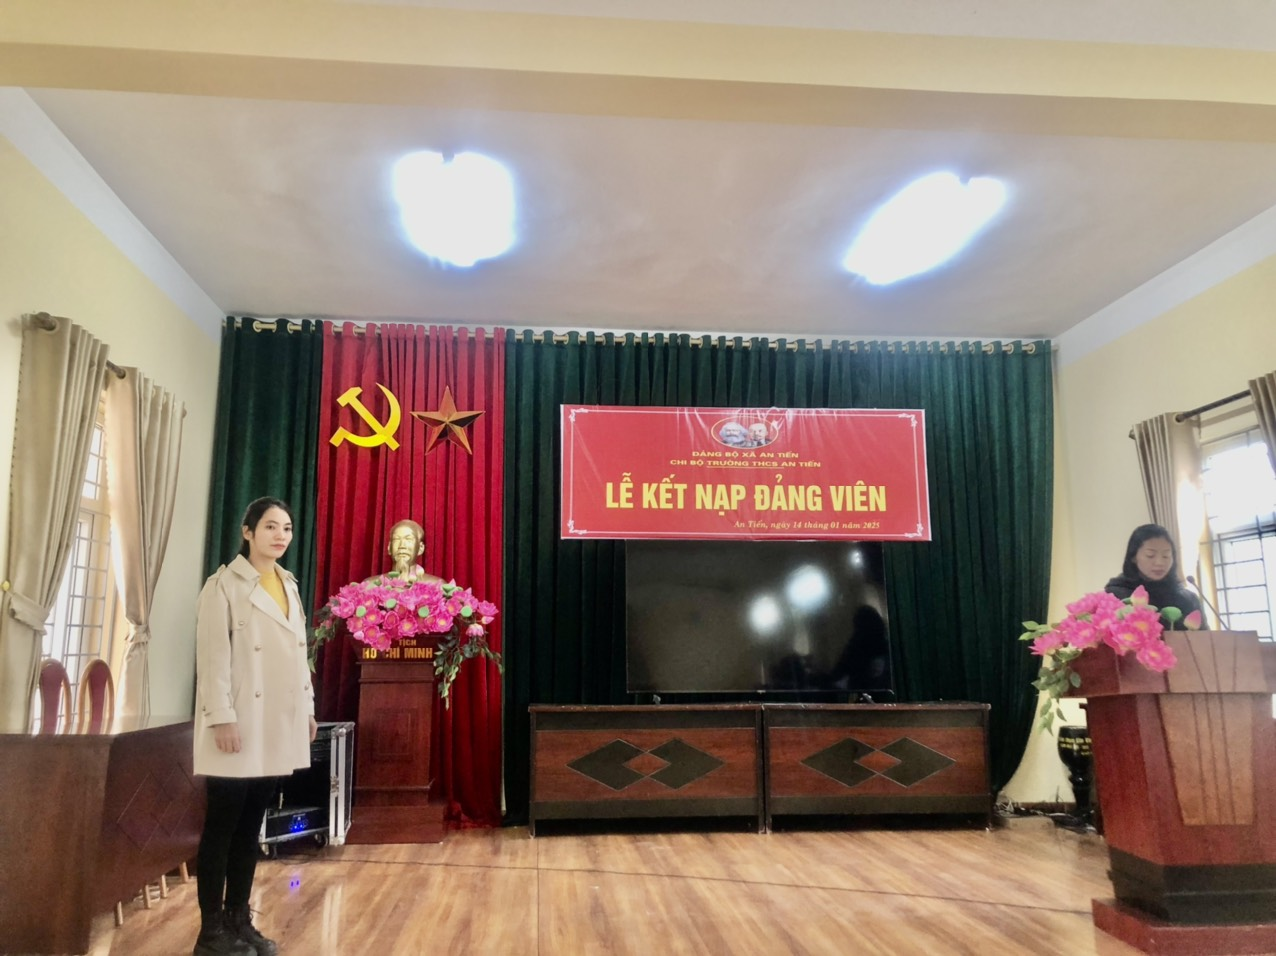 ĐẢNG BỘ XÃ AN TIẾN
CHI BỘ TRƯỜNG THCS AN TIẾN
LỄ KẾT NẠP ĐẢNG VIÊN
An Tiến, ngày 14 tháng 01 năm 2025
TỊCH
HỒ CHÍ MINH